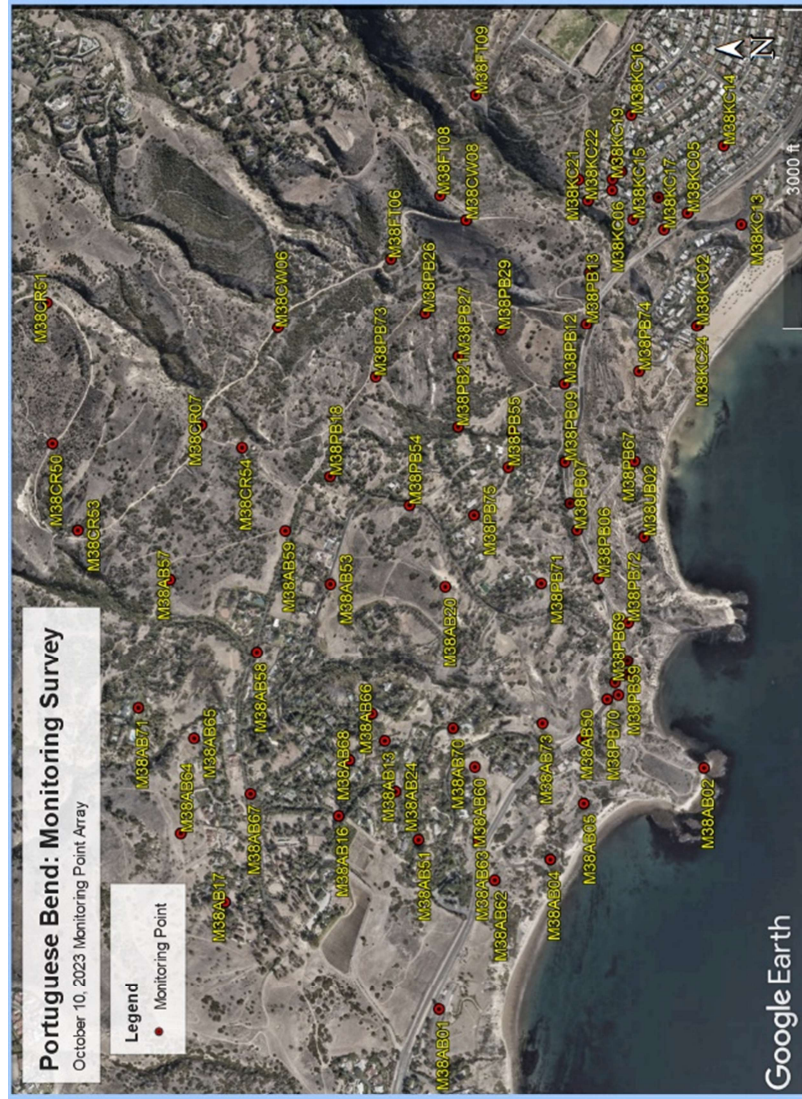 Portuguese Bend: Monitoring Survey
October 10, 2023 Monitoring Point Array
Legend
Monitoring Point
M38CR51
M38CR50
M38CR53
M38AB71
M38AB57
M38AB64
M38CR07
M38AB65
M38AB17
M38CR54
M38AB67
M38AB58
M38CW06
M38AB59
M38PB18
M38AB68
M38AB16
M38AB53
M38AB66
M38PB73
M38AB13
M38FT06
M38AB24
M38PB54
M38AB51
M38PB26
M38FT08
M38AB01
M38AB20
M38AB70
M38PB21
M38PB27
M38CW08
M38FT09
M38AB60
M38AB63
M38PB75
M38AB62
M38PB29
M38PB55
M38AB73
M38AB04
M38PB71
M38PB12
M38PB09
M38KC21
M38PB07
M38AB50
M38AB05
M38PB13
M38KC22
M38PB06
M38PB70
M38KC06
M38KC19
M38PB69
M38PB59
M38PB72
M38PB67
M38KC15
M38KC16
M38UB02
M38PB74
M38KC17
M38KC05
M38KC24
M38KC02
M38AB02
M38KC14
M38KC13
N
Google Earth
3000 ft